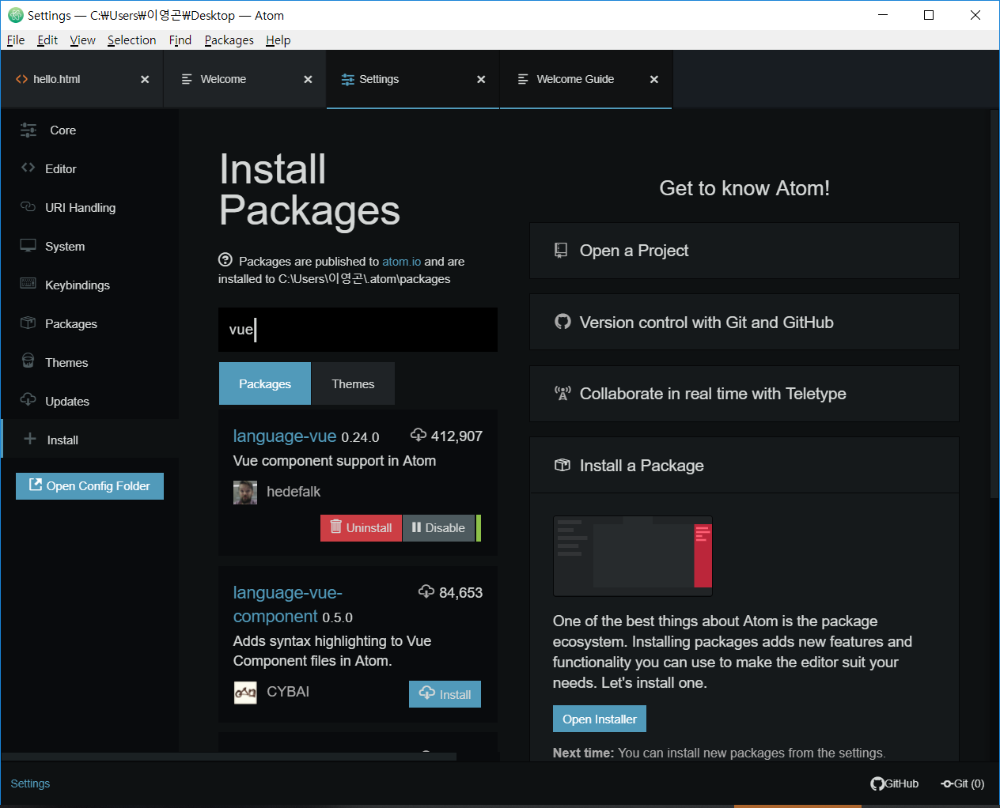 Settings — C:₩Users₩이영곤₩Desktop — Atom
File Edit View Selection Find Packages Help
hello.html
Welcome
Settings
Welcome Guide
Core
Editor
URI Handling
System
Keybindings
Packages
Themes
Updates
Install
Open Config Folder
Install
Packages
Packages are published to atom.io and are
installed to C:\Users\이영곤\.atom\packages
vue
Packages
Themes
language-vue 0.24.0
412,907
Vue component support in Atom
hedefalk
Uninstall
Disable
language-vue-
component 0.5.0
84,653
Adds syntax highlighting to Vue
Component files in Atom.
CYBAI
Install
Get to know Atom!
Open a Project
Version control with Git and GitHub
Collaborate in real time with Teletype
Install a Package
One of the best things about Atom is the package
ecosystem. Installing packages adds new features and
functionality you can use to make the editor suit your
needs. Let's install one.
Open Installer
Next time: You can install new packages from the settings.
Settings
GitHub
Git (0)